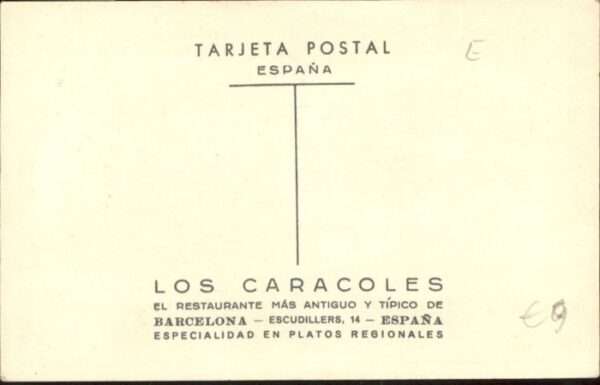 TARJETA POSTAL
E
ESPAÑA
LOS CARACOLES
EL RESTAURANTE MÁS ANTIGUO Y TÍPICO DE
BARCELONA – ESCUDILLERS, 14 – ESPAÑA
ESPECIALIDAD EN PLATOS REGIONALES
€9